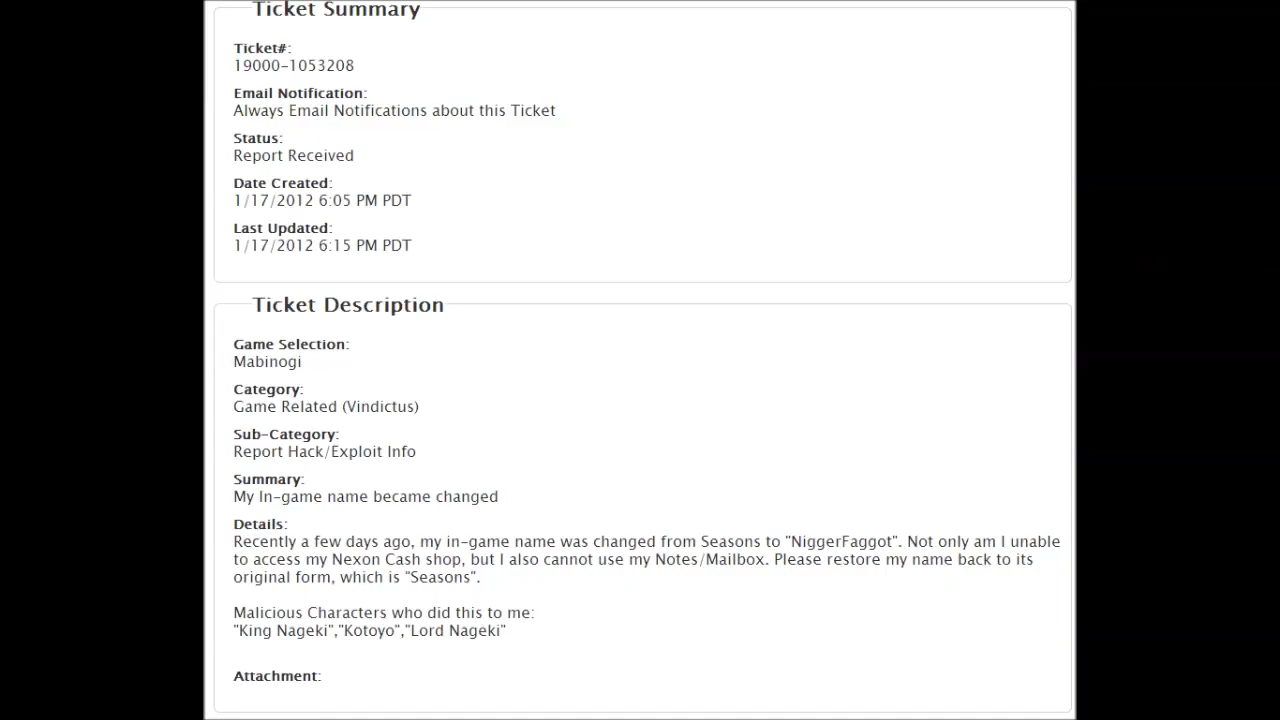 Ticket Summary
Ticket#:
19000-1053208
Email Notification:
Always Email Notifications about this Ticket
Status:
Report Received
Date Created:
1/17/2012 6:05 PM PDT
Last Updated:
1/17/2012 6:15 PM PDT
Ticket Description
Game Selection:
Mabinogi
Category:
Game Related (Vindictus)
Sub-Category:
Report Hack/Exploit Info
Summary:
My In-game name became changed
Details:
Recently a few days ago, my in-game name was changed from Seasons to "NiggerFaggot". Not only am I unable
to access my Nexon Cash shop, but I also cannot use my Notes/Mailbox. Please restore my name back to its
original form, which is "Seasons".
Malicious Characters who did this to me:
"King Nageki","Kotoyo","Lord Nageki"
Attachment: